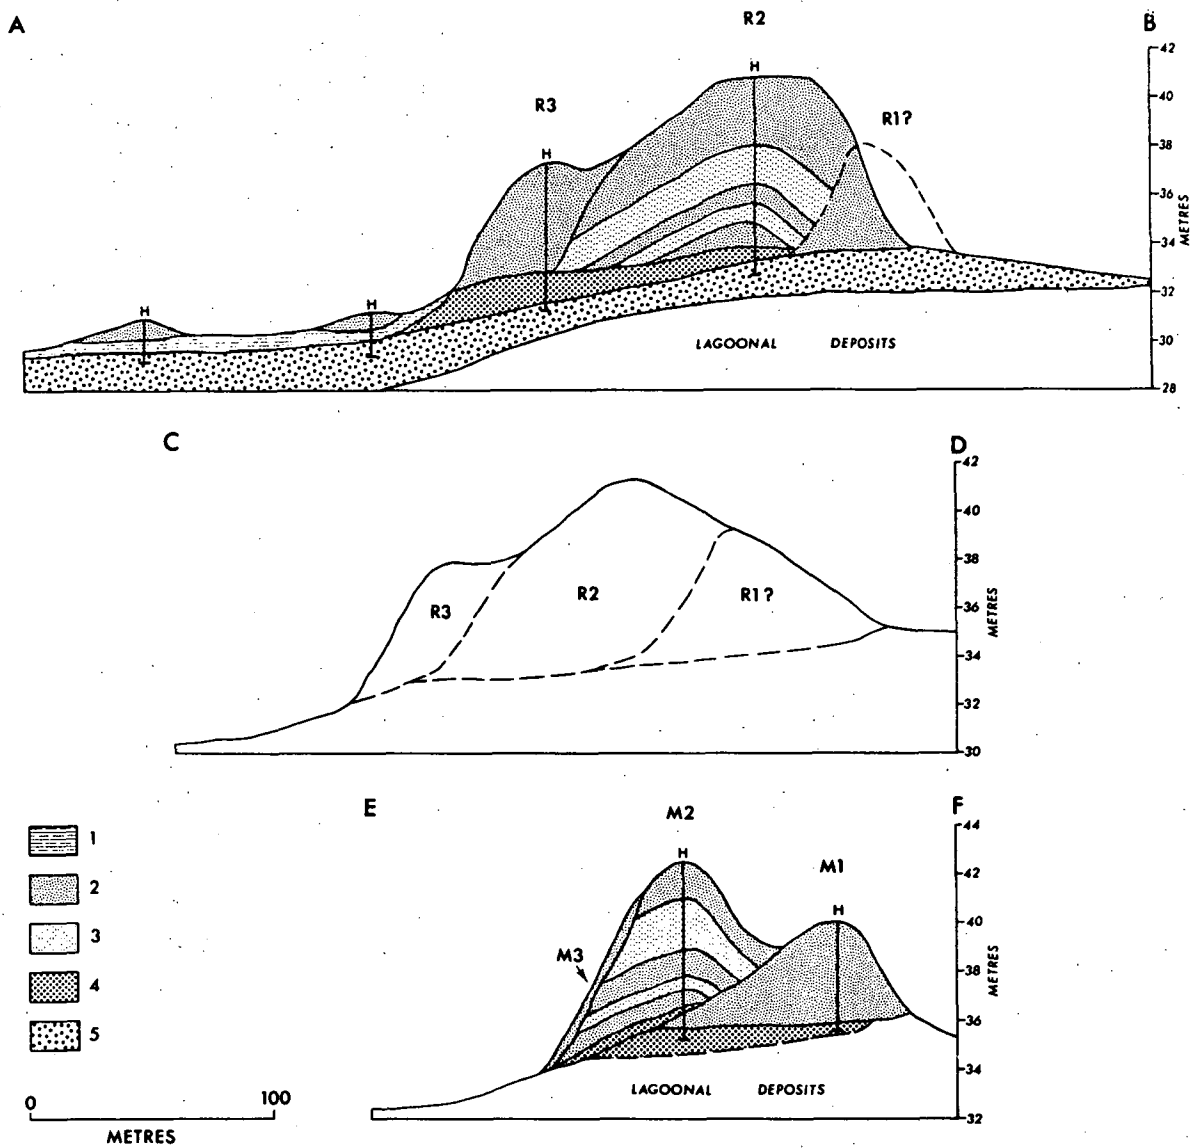 A
R2
B
42
H
40
R3
R1?
38
H
36
METRES
34
32
H
H
30
LAGOONAL DEPOSITS
28
C
D
42
40
38
R3
R2
R1?
36
METRES
34
32
30
E
M2
F
44
H
M1
42
H
40
M3
38
METRES
36
34
LAGOONAL DEPOSITS
32
1
2
3
4
5
0 100
METRES